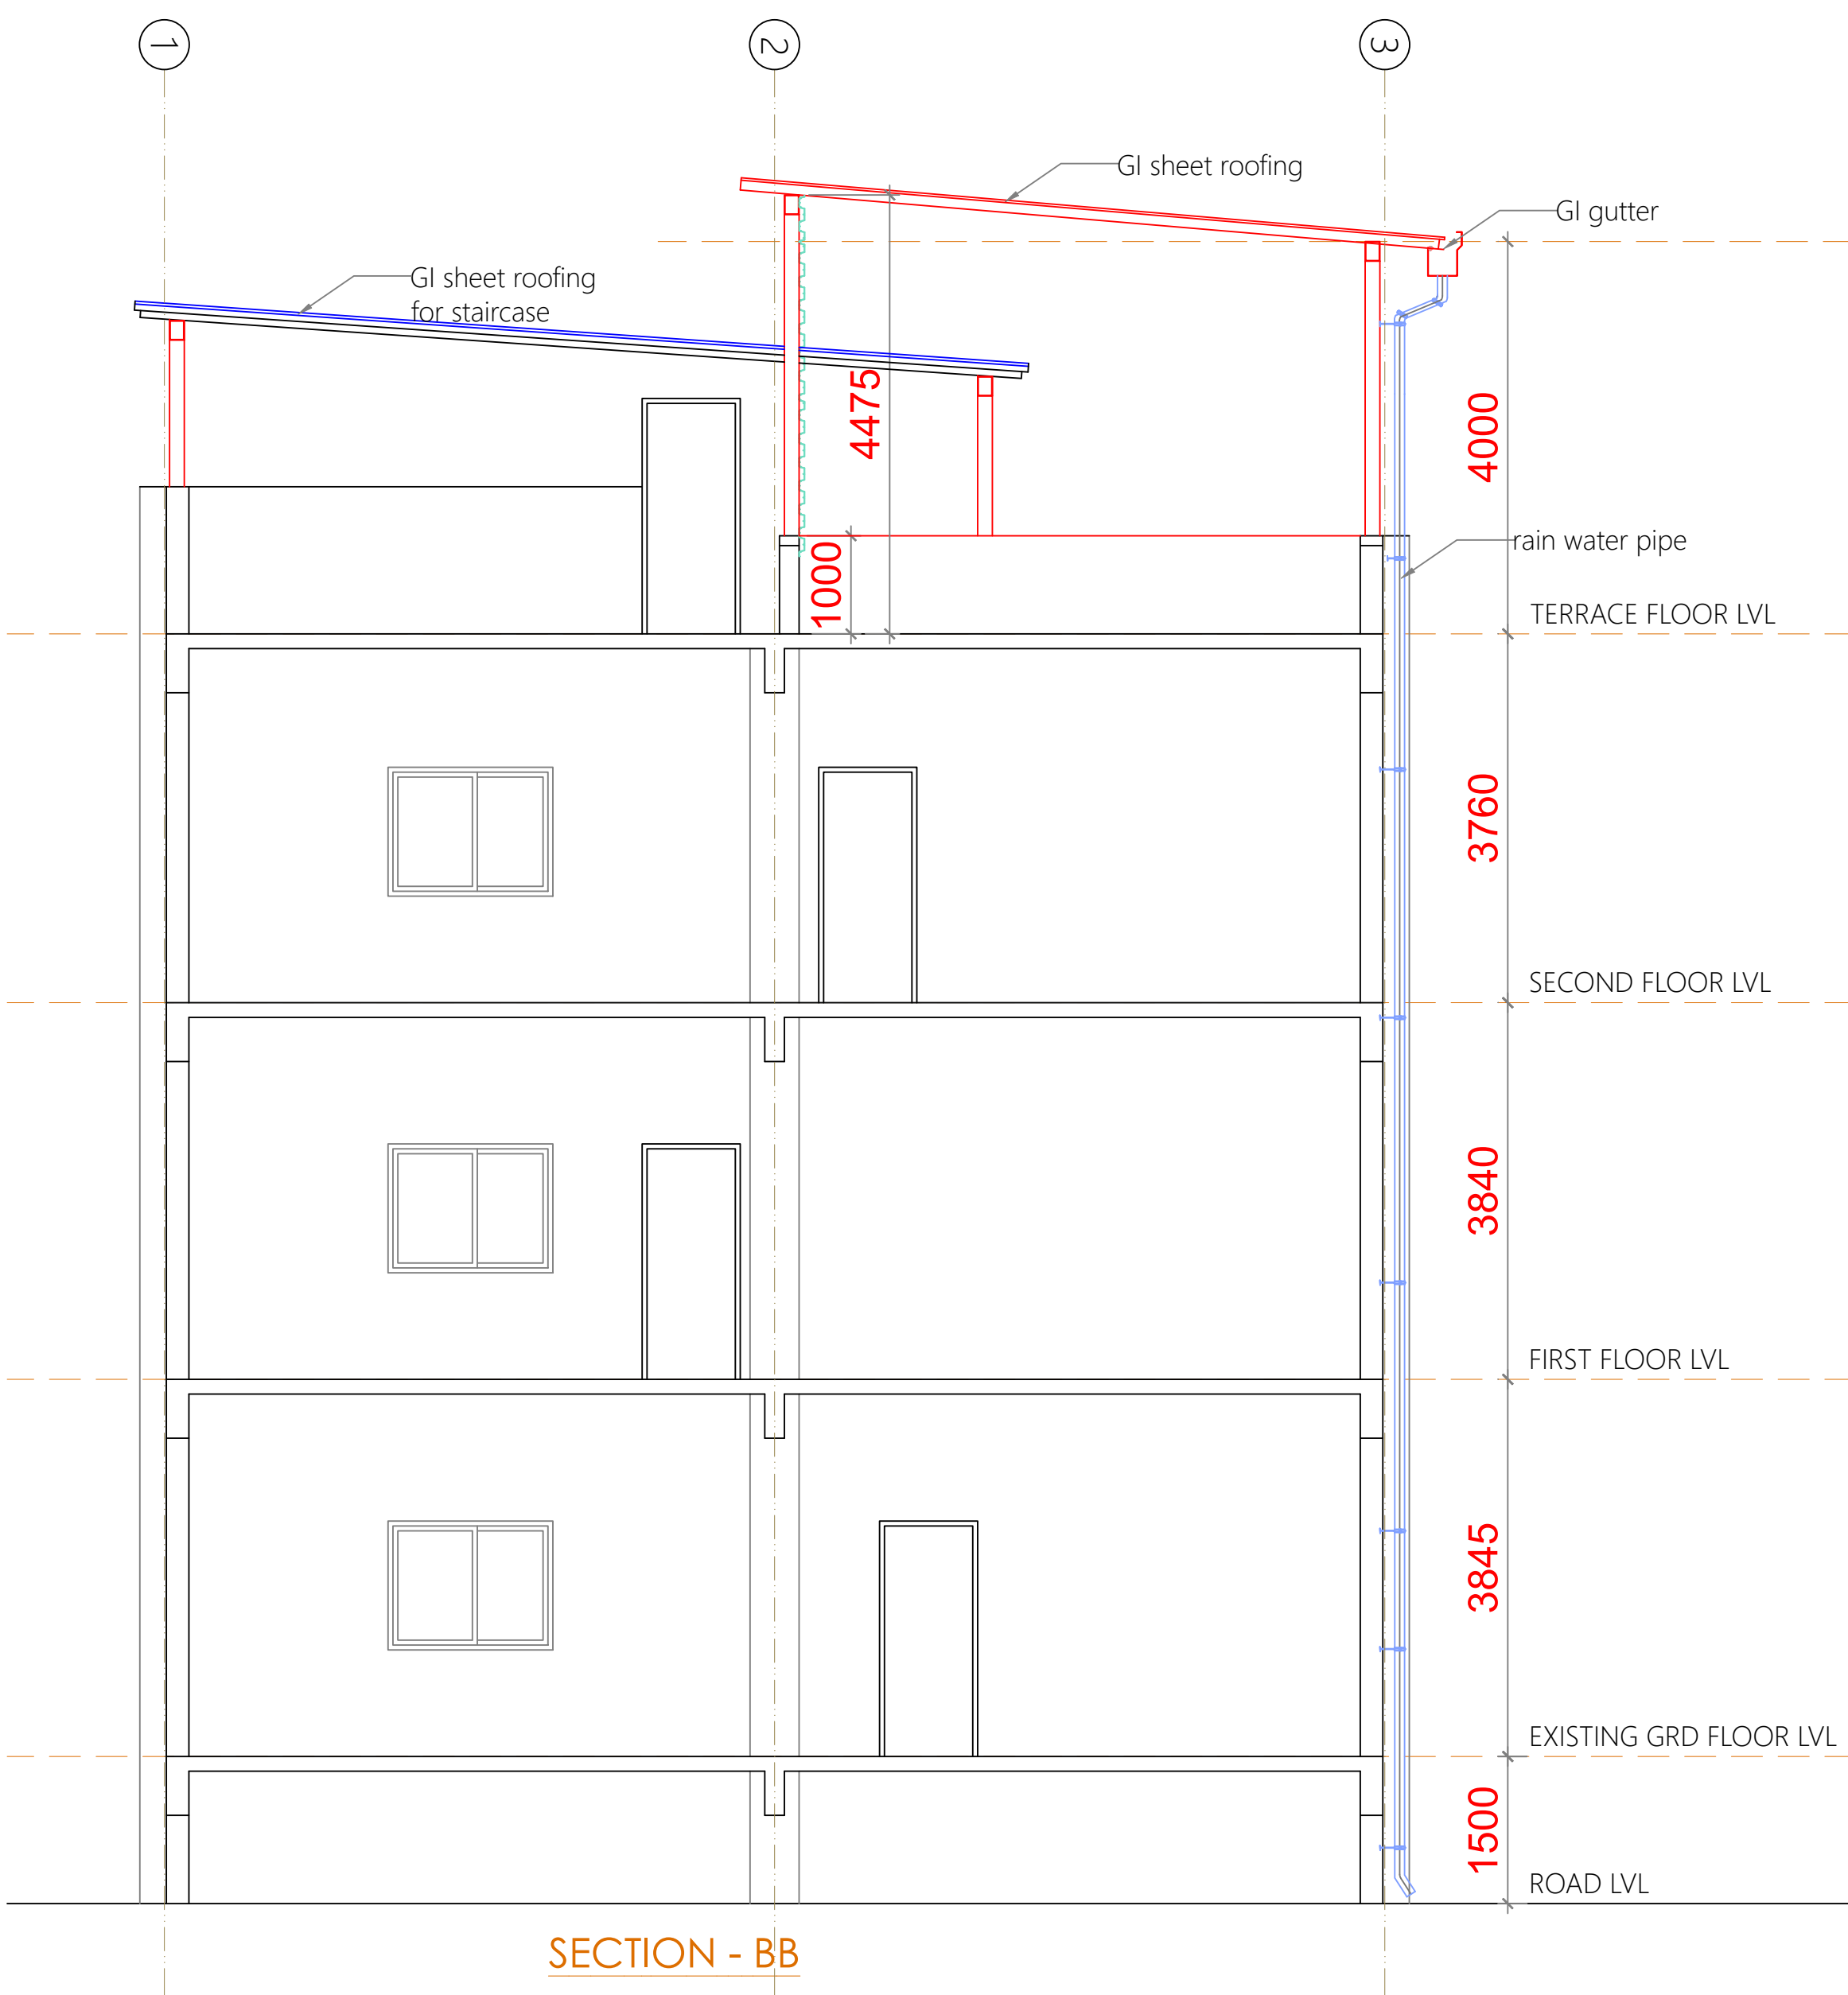 1
2
3
GI sheet roofing
GI gutter
GI sheet roofing
for staircase
4475
4000
1000
rain water pipe
TERRACE FLOOR LVL
3760
SECOND FLOOR LVL
3840
FIRST FLOOR LVL
3845
EXISTING GRD FLOOR LVL
1500
ROAD LVL
SECTION - BB